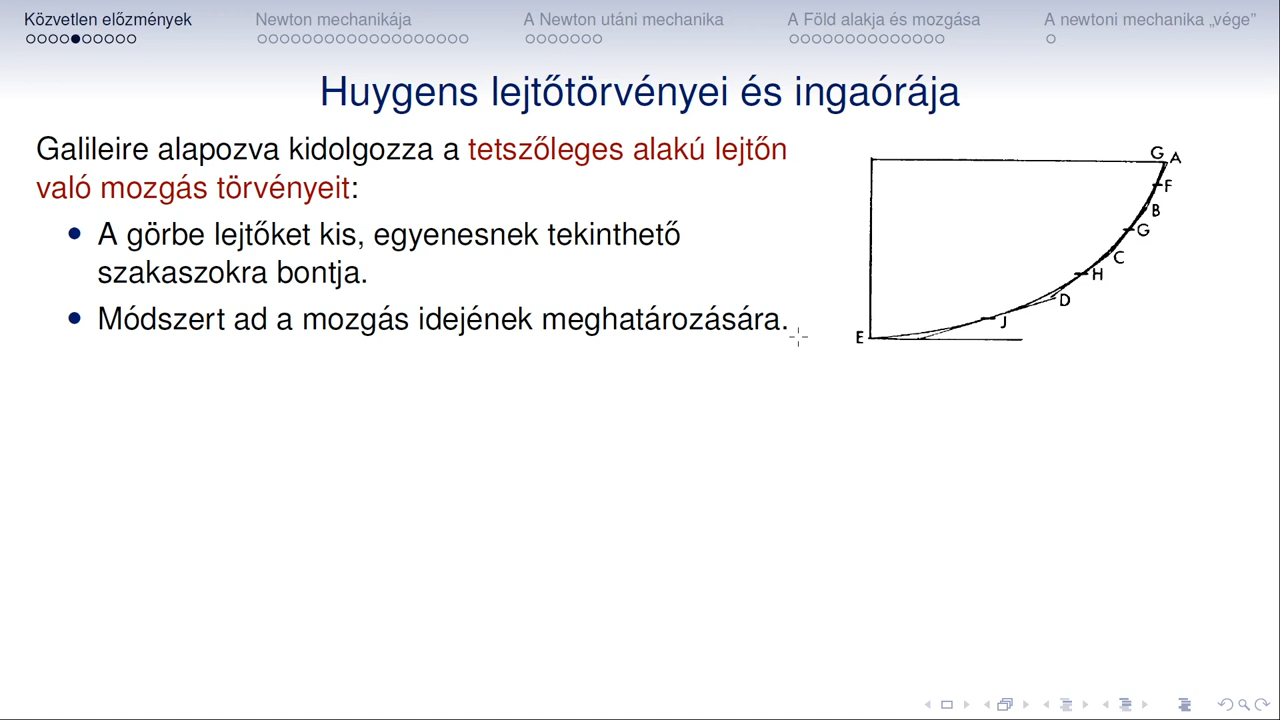 Közvetlen előzmények
Newton mechanikája
A Newton utáni mechanika
A Föld alakja és mozgása
A newtoni mechanika „vége”
Huygens lejtőtörvényei és ingaórája
Galileire alapozva kidolgozza a tetszőleges alakú lejtőn
való mozgás törvényeit:
• A görbe lejtőket kis, egyenesnek tekinthető
szakaszokra bontja.
• Módszert ad a mozgás idejének meghatározására.
G A
F
B
G
C
H
D
J
E